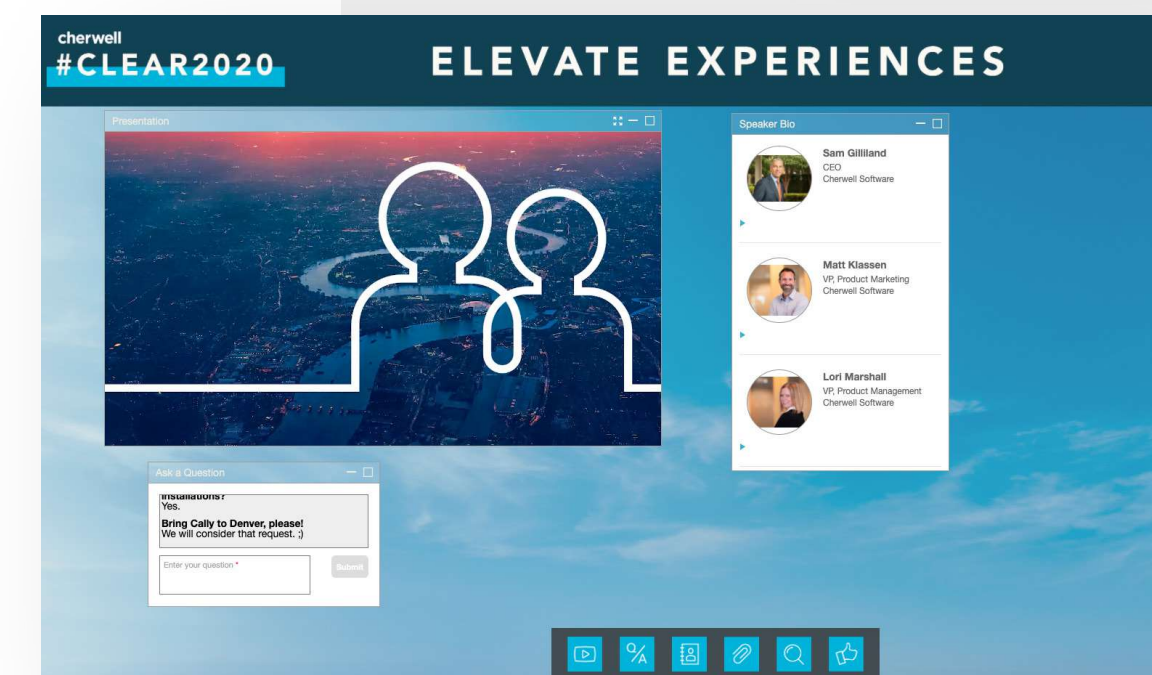 cherwell
#CLEAR2020
ELEVATE EXPERIENCES
Presentation
Speaker Bio
Sam Gilliland
CEO
Cherwell Software
Matt Klassen
VP, Product Marketing
Cherwell Software
Lori Marshall
VP, Product Management
Cherwell Software
Ask a Question
installations?
Yes.
Bring Cally to Denver, please!
We will consider that request. ;)
Enter your question *
Submit
Q/A